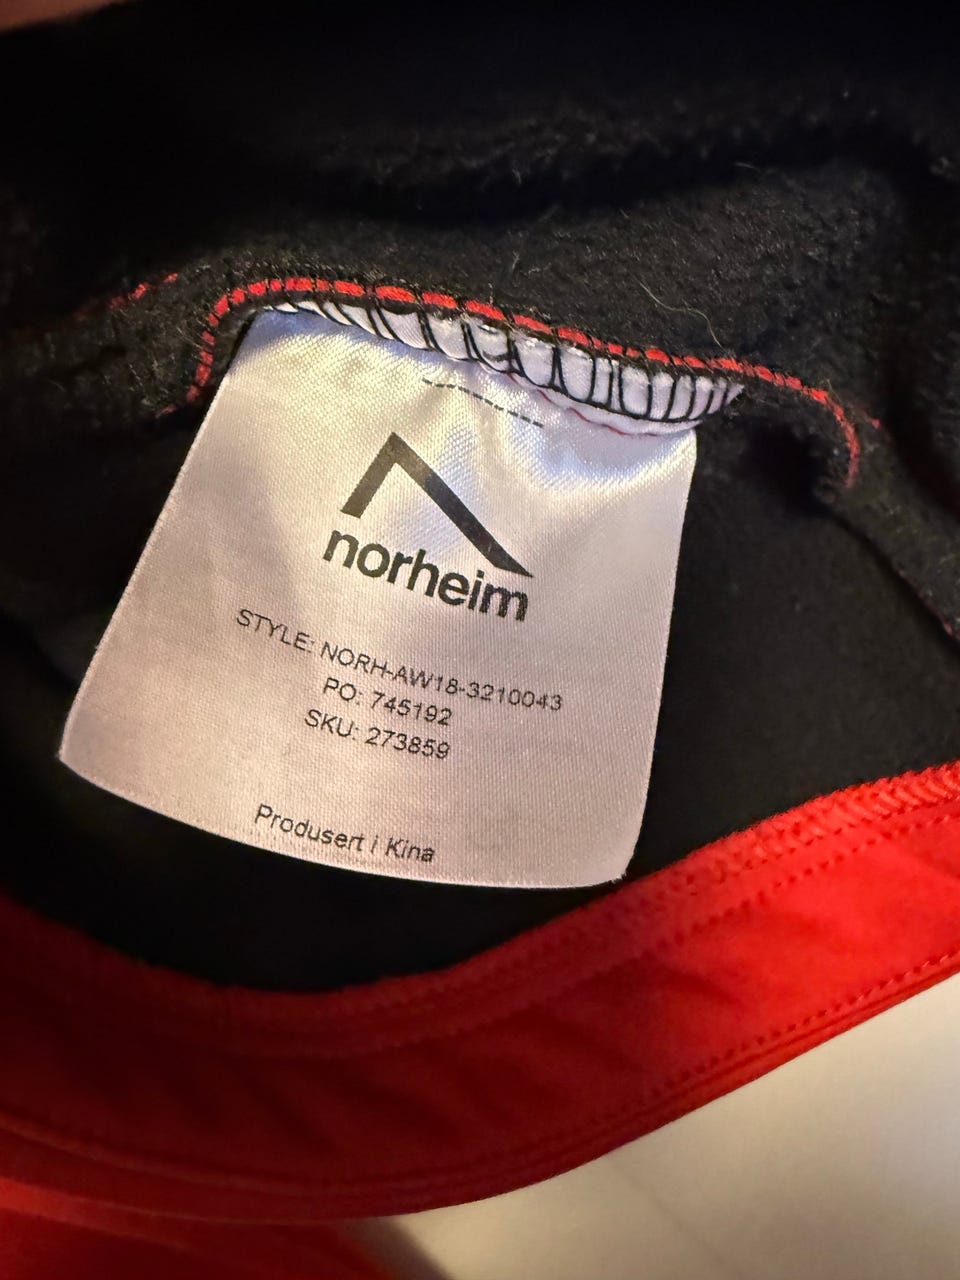 norheim
STYLE: NORH-AW18-3210043
PO: 745192
SKU: 273859
Produsert i Kina